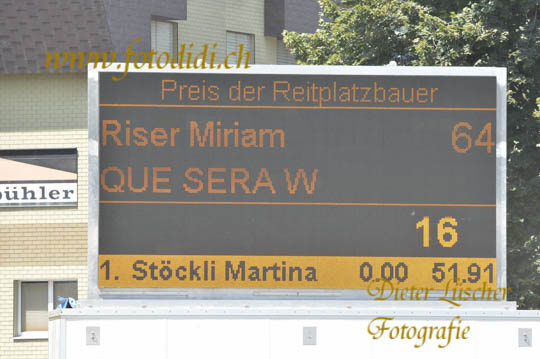 www.fotodidi.ch
Preis der Reitplatzbauer
Riser Miriam 64
QUE SERA W
bühler
16
1. Stöckli Martina 0.00 51.91
Dieter Lüscher
Fotografie